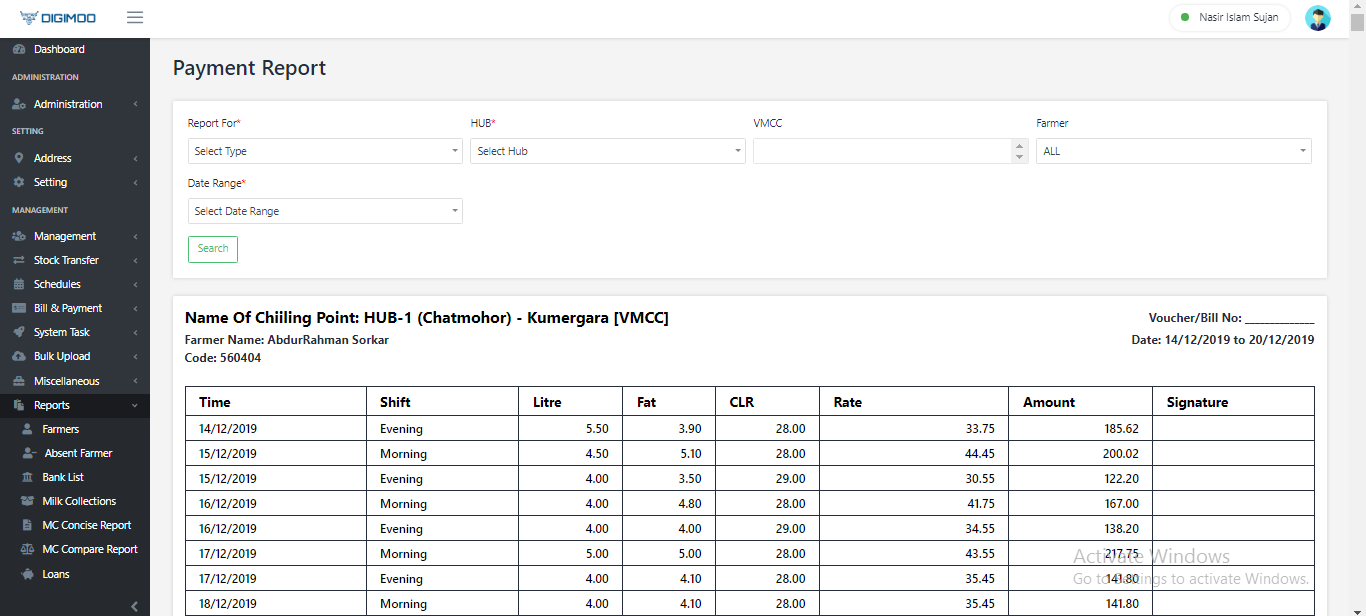 DIGIMOO
Nasir Islam Sujan
Dashboard
ADMINISTRATION
Administration
SETTING
Address
Setting
MANAGEMENT
Management
Stock Transfer
Schedules
Bill & Payment
System Task
Bulk Upload
Miscellaneous
Reports
Farmers
Absent Farmer
Bank List
Milk Collections
MC Concise Report
MC Compare Report
Loans
Payment Report
Report For* HUB* VMCC Farmer
Select Type Select Hub ALL
Date Range*
Select Date Range
Search
Name Of Chiiling Point: HUB-1 (Chatmohor) - Kumergara [VMCC] Voucher/Bill No: ______________
Farmer Name: AbdurRahman Sorkar Date: 14/12/2019 to 20/12/2019
Code: 560404
Time Shift Litre Fat CLR Rate Amount Signature
14/12/2019 Evening 5.50 3.90 28.00 33.75 185.62
15/12/2019 Morning 4.50 5.10 28.00 44.45 200.02
15/12/2019 Evening 4.00 3.50 29.00 30.55 122.20
16/12/2019 Morning 4.00 4.80 28.00 41.75 167.00
16/12/2019 Evening 4.00 4.00 29.00 34.55 138.20
17/12/2019 Morning 5.00 5.00 28.00 43.55 217.75
17/12/2019 Evening 4.00 4.10 28.00 35.45 141.80
18/12/2019 Morning 4.00 4.10 28.00 35.45 141.80
Activate Windows
Go to Settings to activate Windows.